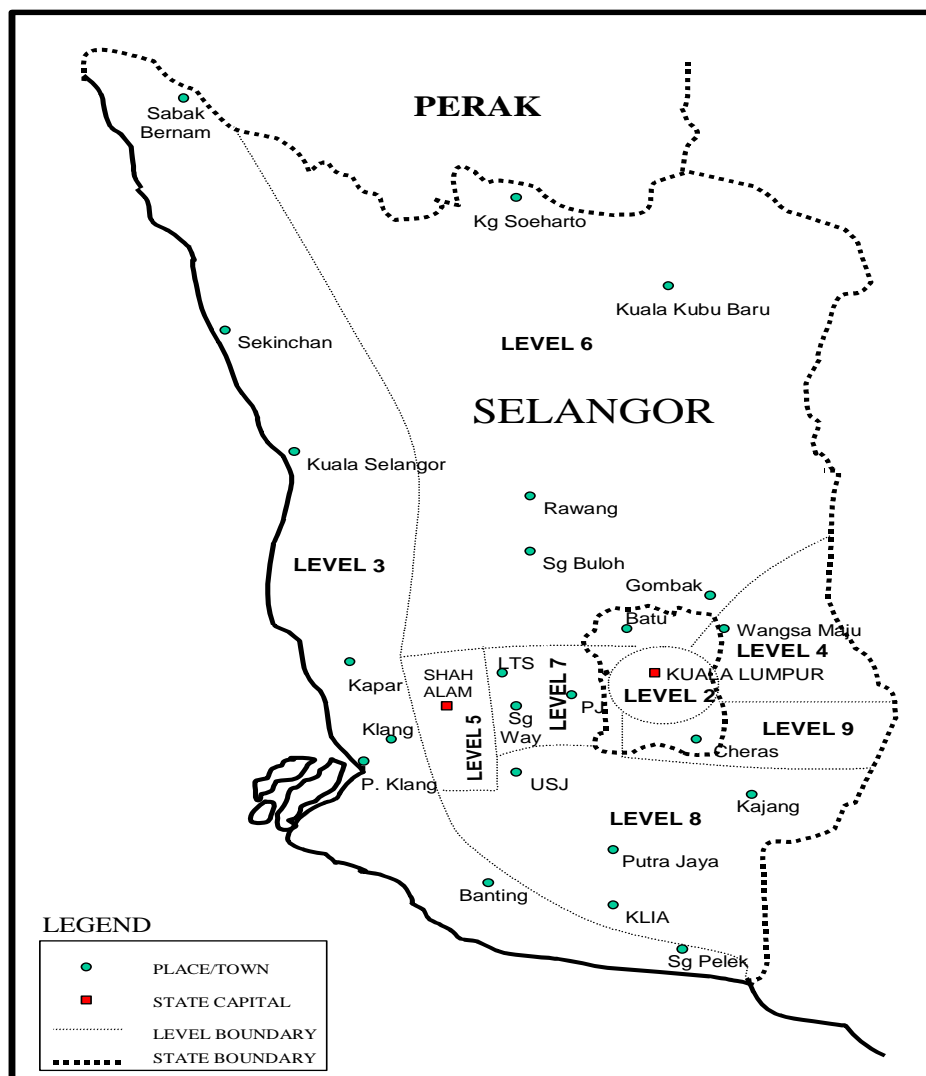 PERAK
Sabak
Bernam
Kg Soeharto
Kuala Kubu Baru
Sekinchan
LEVEL 6
SELANGOR
Kuala Selangor
Rawang
LEVEL 3
Sg Buloh
Gombak
Batu
Wangsa Maju
LEVEL 4
Kapar
SHAH
ALAM
LTS
LEVEL 7
KUALA LUMPUR
LEVEL 2
PJ
Sg
Way
LEVEL 5
Klang
LEVEL 9
Cheras
P. Klang
USJ
Kajang
LEVEL 8
Putra Jaya
Banting
KLIA
Sg Pelek
LEGEND
PLACE/TOWN
STATE CAPITAL
LEVEL BOUNDARY
STATE BOUNDARY